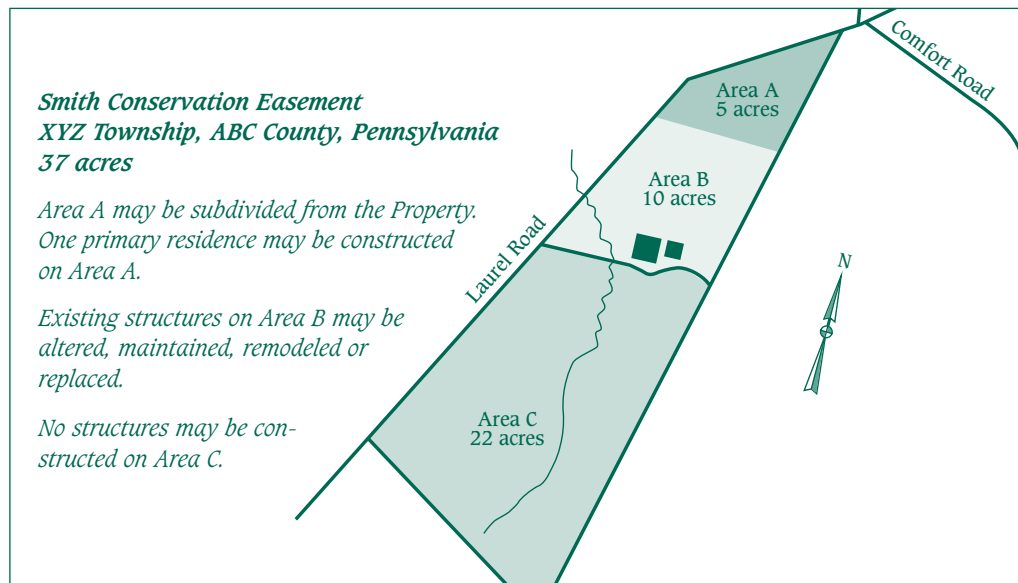 Smith Conservation Easement
XYZ Township, ABC County, Pennsylvania
37 acres
Area A may be subdivided from the Property.
One primary residence may be constructed
on Area A.
Existing structures on Area B may be
altered, maintained, remodeled or
replaced.
No structures may be con-
structed on Area C.
Comfort Road
Area A
5 acres
Area B
10 acres
Laurel Road
N
Area C
22 acres